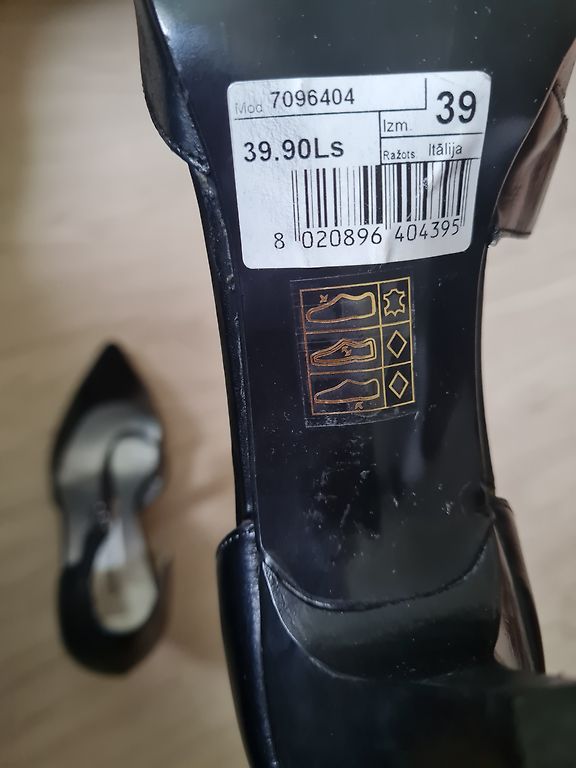 Mod 7096404
39
Izm.
39.90Ls
Ražots Itālija
8 020896 404395